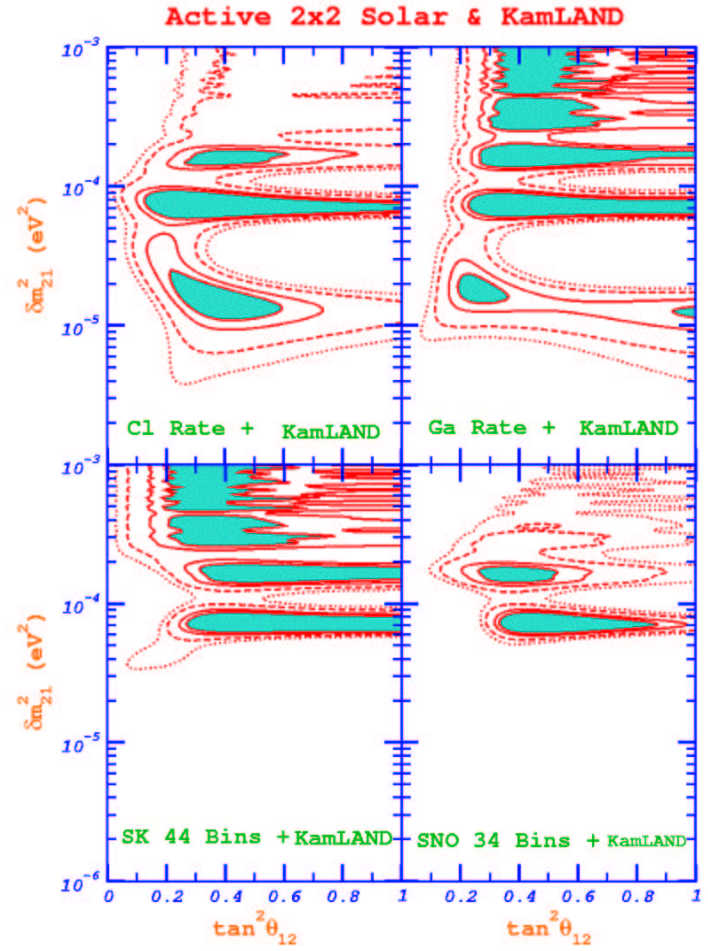 Active 2x2 Solar & KamLAND
10⁻³
10⁻⁴
δm²₂₁ (eV²)
10⁻⁵
Cl Rate + KamLAND
Ga Rate + KamLAND
10⁻³
10⁻⁴
δm²₂₁ (eV²)
10⁻⁵
SK 44 Bins + KamLAND
SNO 34 Bins + KamLAND
10⁻⁶
0 0.2 0.4 0.6 0.8 1 0.2 0.4 0.6 0.8 1
tan²θ₁₂ tan²θ₁₂